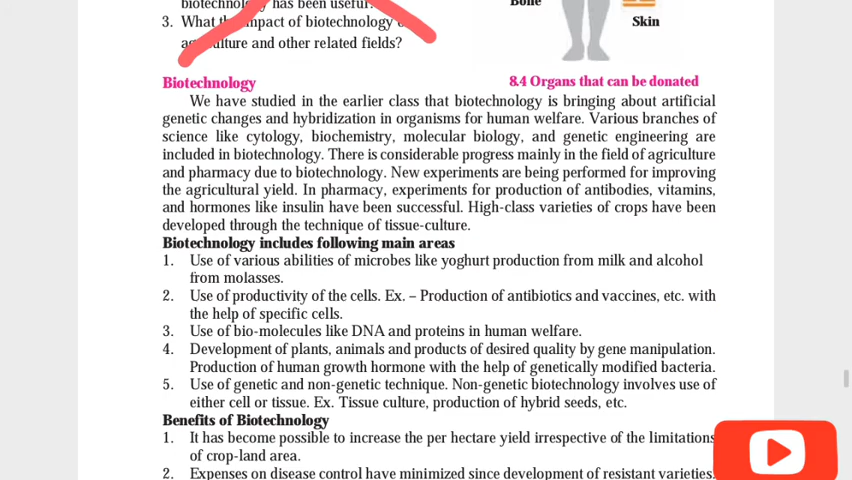 biotechnology has been useful?
3. What the impact of biotechnology
agriculture and other related fields?
Bone
Skin
Biotechnology
8.4 Organs that can be donated
We have studied in the earlier class that biotechnology is bringing about artificial
genetic changes and hybridization in organisms for human welfare. Various branches of
science like cytology, biochemistry, molecular biology, and genetic engineering are
included in biotechnology. There is considerable progress mainly in the field of agriculture
and pharmacy due to biotechnology. New experiments are being performed for improving
the agricultural yield. In pharmacy, experiments for production of antibodies, vitamins,
and hormones like insulin have been successful. High-class varieties of crops have been
developed through the technique of tissue-culture.
Biotechnology includes following main areas
1. Use of various abilities of microbes like yoghurt production from milk and alcohol
from molasses.
2. Use of productivity of the cells. Ex. – Production of antibiotics and vaccines, etc. with
the help of specific cells.
3. Use of bio-molecules like DNA and proteins in human welfare.
4. Development of plants, animals and products of desired quality by gene manipulation.
Production of human growth hormone with the help of genetically modified bacteria.
5. Use of genetic and non-genetic technique. Non-genetic biotechnology involves use of
either cell or tissue. Ex. Tissue culture, production of hybrid seeds, etc.
Benefits of Biotechnology
1. It has become possible to increase the per hectare yield irrespective of the limitations
of crop-land area.
2. Expenses on disease control have minimized since development of resistant varieties.